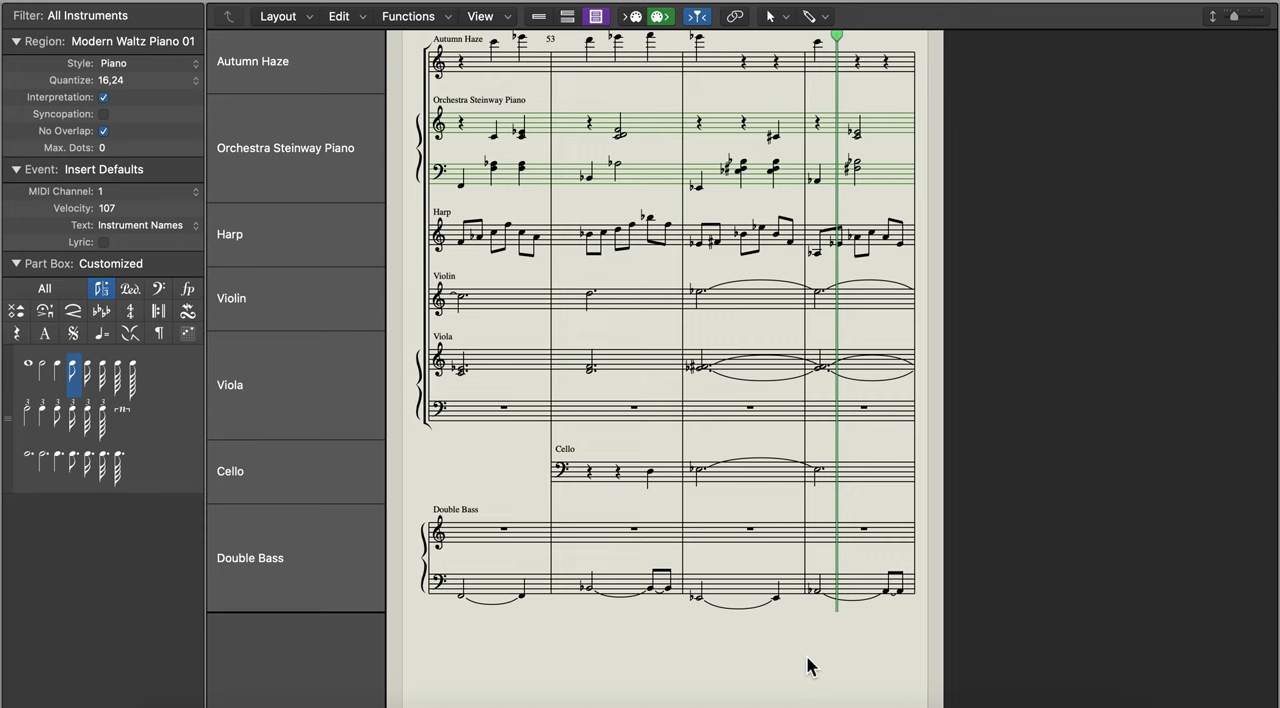 Filter: All Instruments
Layout Edit Functions View
Region: Modern Waltz Piano 01
Style: Piano
Quantize: 16,24
Interpretation:
Syncopation:
No Overlap:
Max. Dots: 0
Event: Insert Defaults
MIDI Channel: 1
Velocity: 107
Text: Instrument Names
Lyric:
Part Box: Customized
All
Autumn Haze
Orchestra Steinway Piano
Harp
Violin
Viola
Cello
Double Bass
Autumn Haze 53
Orchestra Steinway Piano
Harp
Violin
Viola
Cello
Double Bass